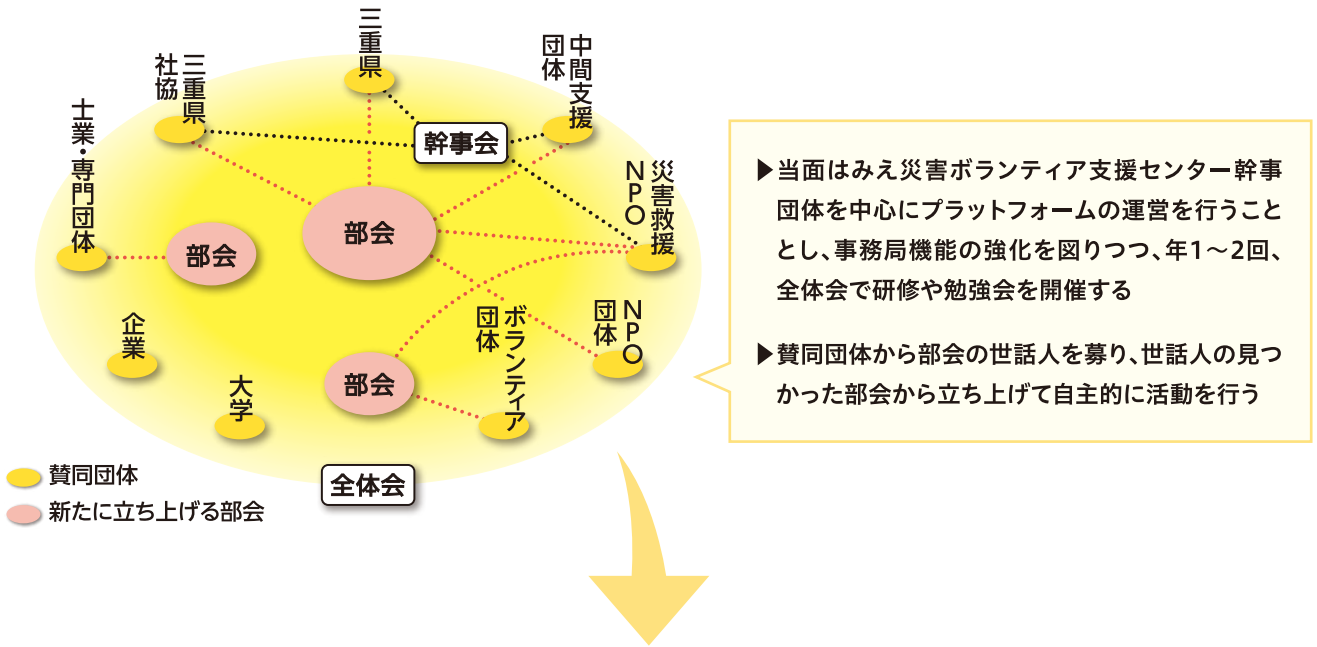 三重県
三重県
社協
中間支援
団体
士業・専門団体
災害救援
NPO
幹事会
部会
部会
部会
企業
大学
ボランティア
団体
NPO
団体
全体会
賛同団体
新たに立ち上げる部会
▶当面はみえ災害ボランティア支援センター幹事
団体を中心にプラットフォームの運営を行うこと
とし、事務局機能の強化を図りつつ、年1～2回、
全体会で研修や勉強会を開催する
▶賛同団体から部会の世話人を募り、世話人の見つ
かった部会から立ち上げて自主的に活動を行う